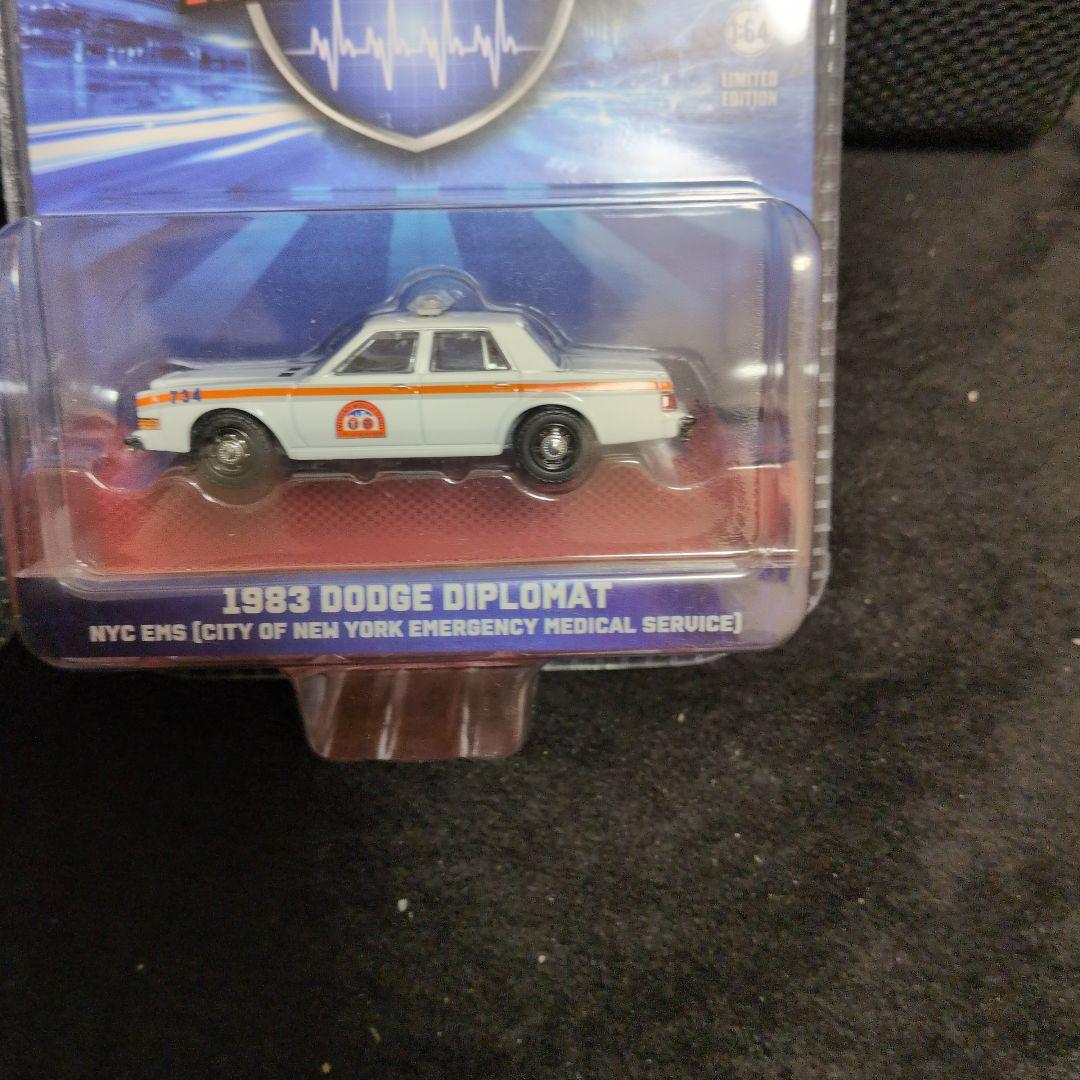 1:64
LIMITED
EDITION
734
1983 DODGE DIPLOMAT
NYC EMS (CITY OF NEW YORK EMERGENCY MEDICAL SERVICE)